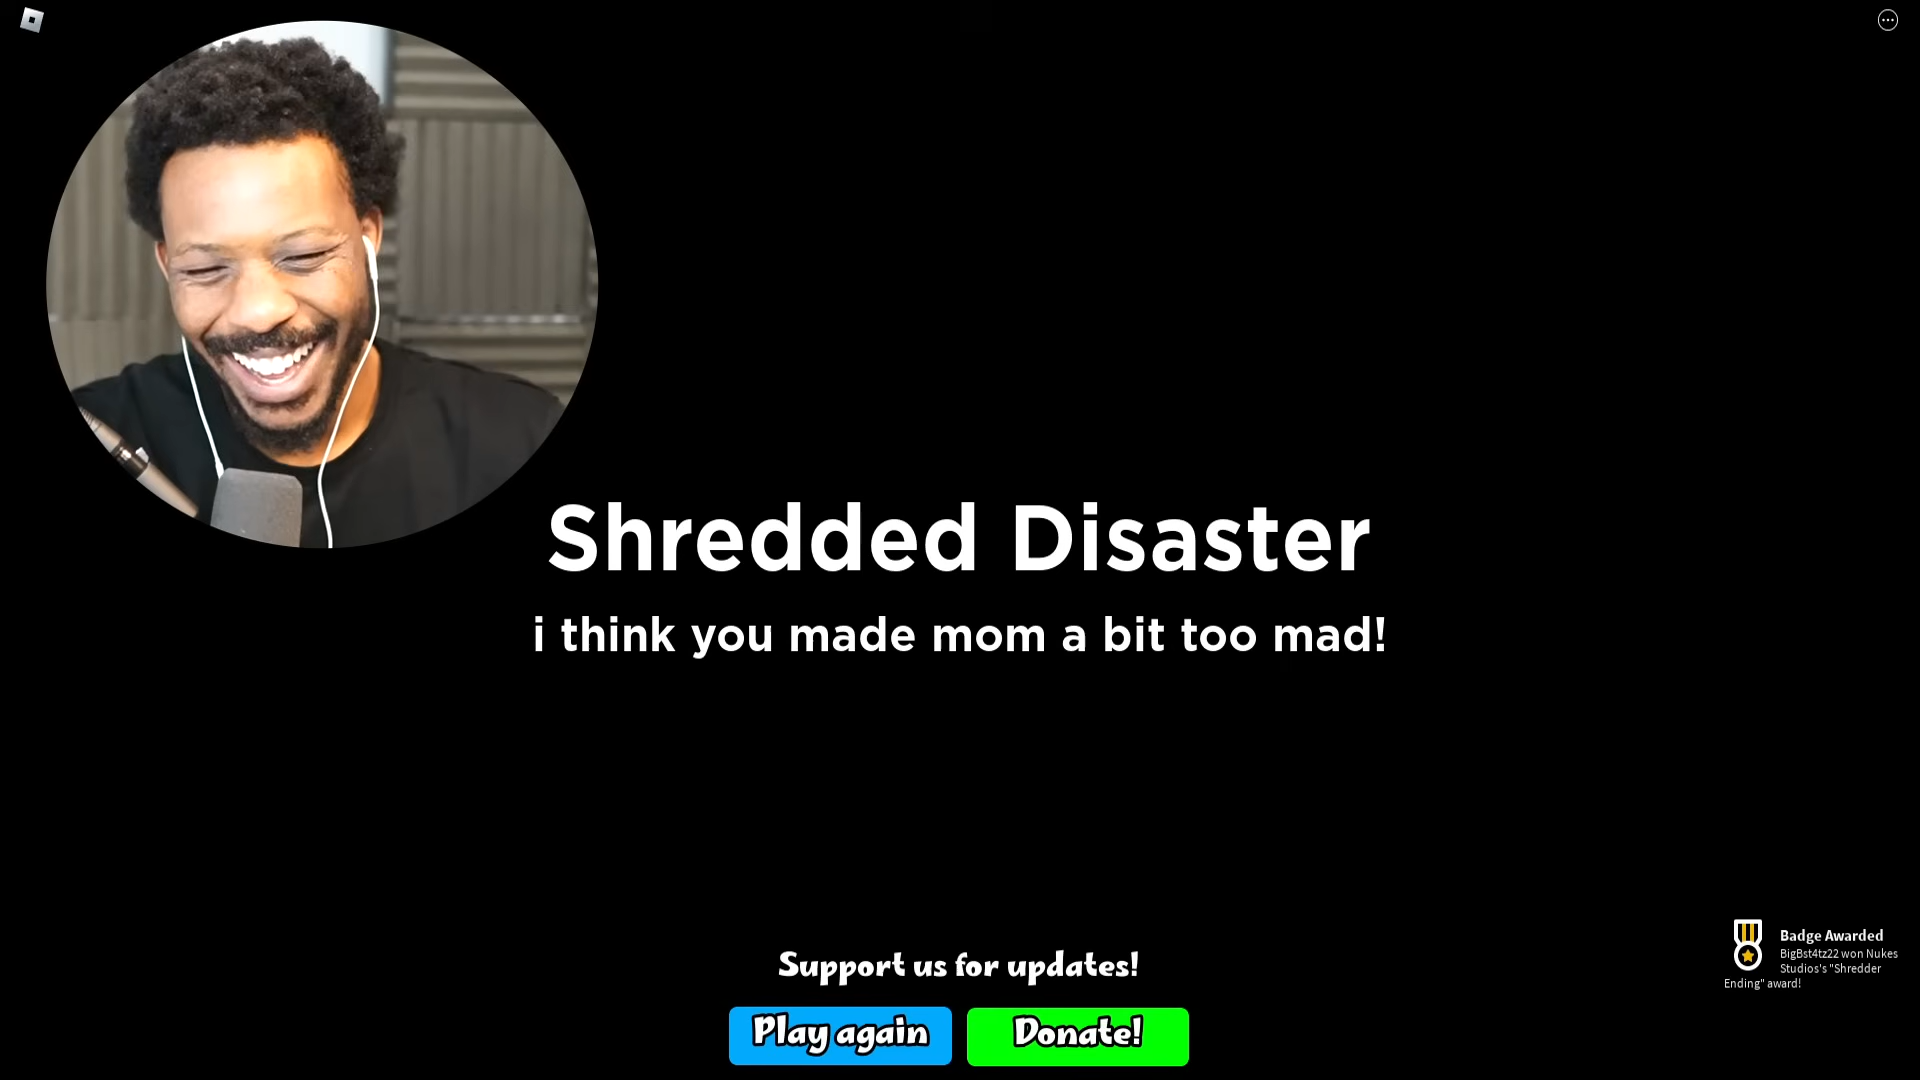 Shredded Disaster
i think you made mom a bit too mad!
Support us for updates!
Play again
Donate!
Badge Awarded
BigBst4tz22 won Nukes
Studios's "Shredder
Ending" award!